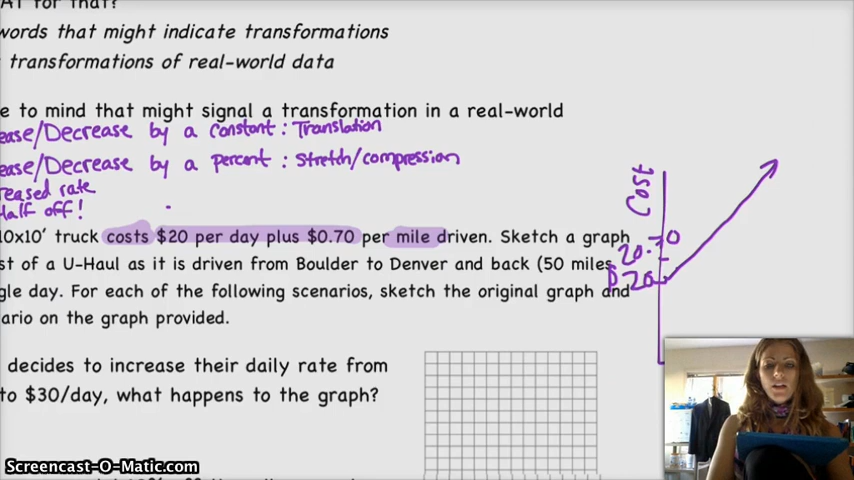 AT for that?
words that might indicate transformations
transformations of real-world data
e to mind that might signal a transformation in a real-world
ease/Decrease by a constant: Translation
ease/Decrease by a percent: stretch/compression
reased rate
Half off!
10x10' truck costs $20 per day plus $0.70 per mile driven. Sketch a graph
st of a U-Haul as it is driven from Boulder to Denver and back (50 miles
gle day. For each of the following scenarios, sketch the original graph and
ario on the graph provided.
Cost
20.70
20
decides to increase their daily rate from
to $30/day, what happens to the graph?
Screencast-O-Matic.com